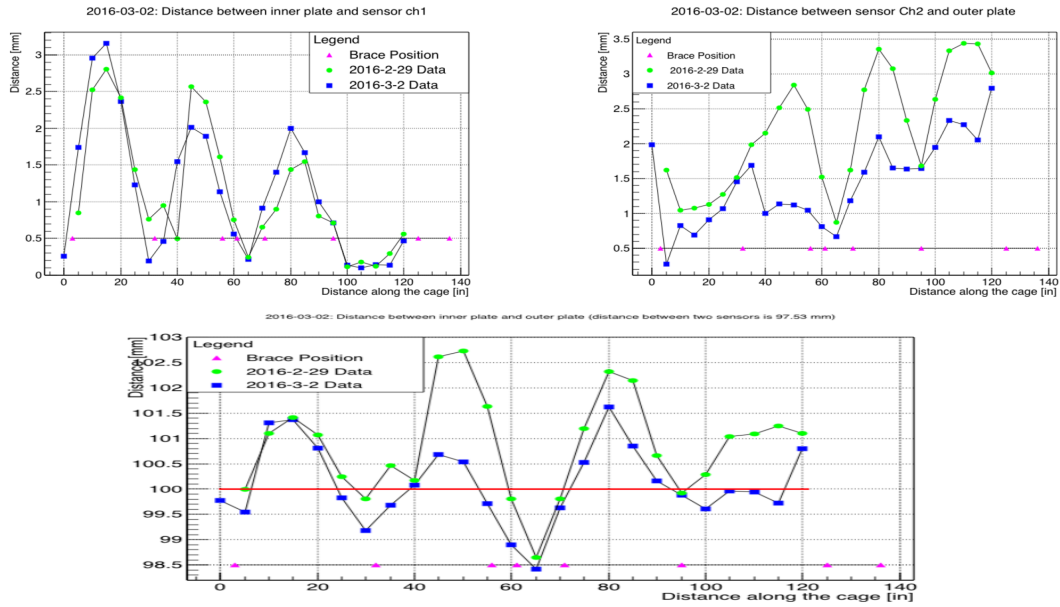 2016-03-02: Distance between inner plate and sensor ch1
Distance [mm]
Legend
Brace Position
2016-2-29 Data
2016-3-2 Data
3
2.5
2
1.5
1
0.5
0
0 20 40 60 80 100 120 140
Distance along the cage [in]
2016-03-02: Distance between sensor Ch2 and outer plate
Distance [mm]
Legend
Brace Position
2016-2-29 Data
2016-3-2 Data
3.5
3
2.5
2
1.5
1
0.5
0 20 40 60 80 100 120 140
Distance along the cage [in]
2016-03-02: Distance between inner plate and outer plate (distance between two sensors is 97.53 mm)
Distance [mm]
Legend
Brace Position
2016-2-29 Data
2016-3-2 Data
103
102.5
102
101.5
101
100.5
100
99.5
99
98.5
0 20 40 60 80 100 120 140
Distance along the cage [in]